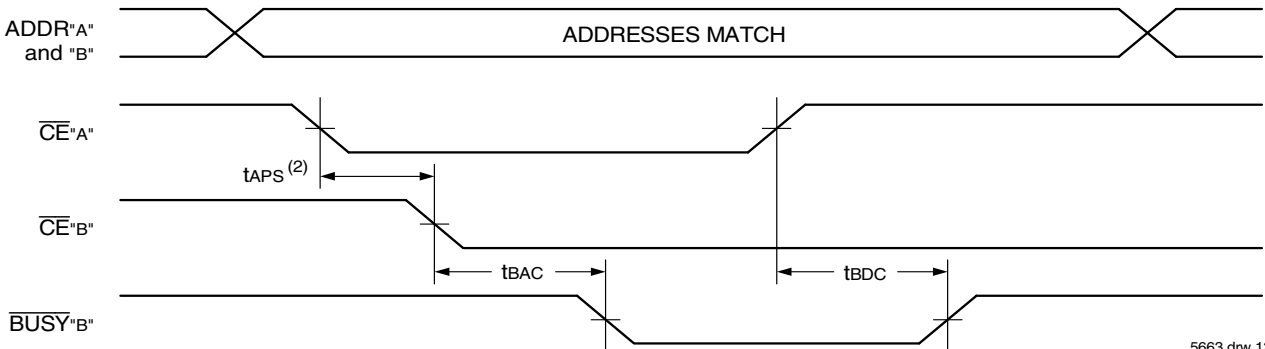 ADDR"A"
and "B"
ADDRESSES MATCH
CE"A"
tAPS (2)
CE"B"
tBAC
tBDC
BUSY"B"